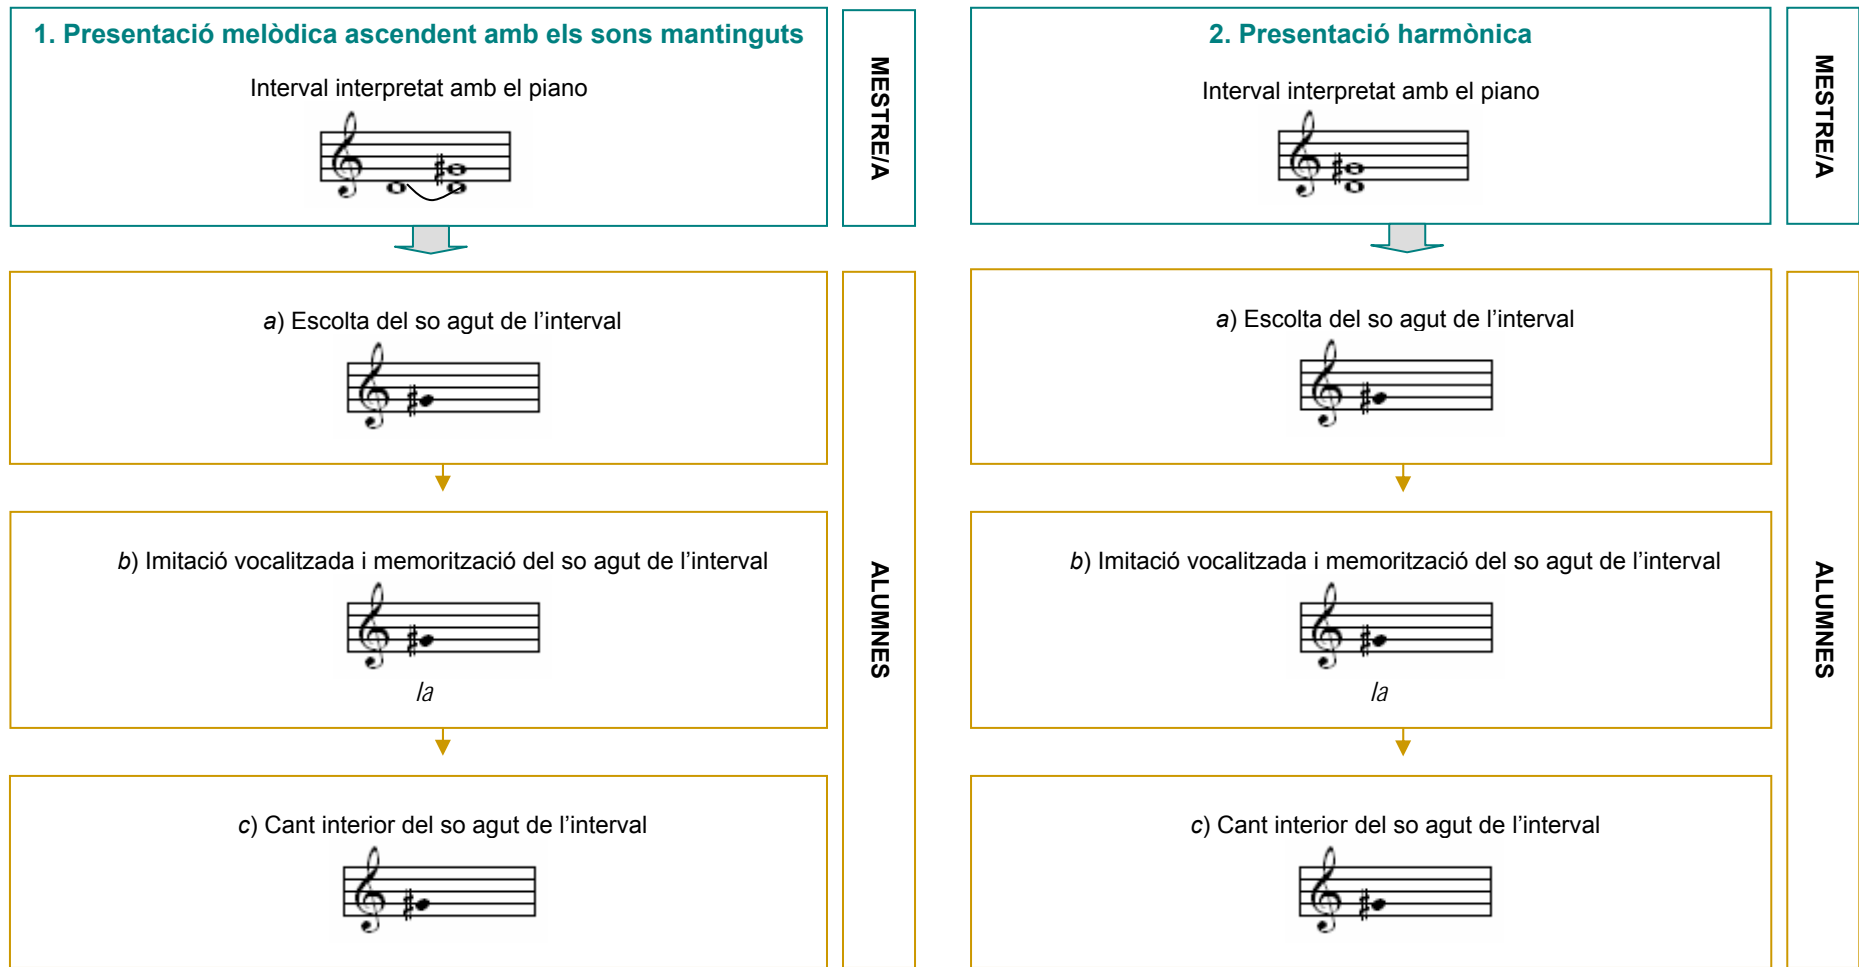 1. Presentació melòdica ascendent amb els sons mantinguts
Interval interpretat amb el piano
MESTRE/A
a) Escolta del so agut de l’interval
b) Imitació vocalitzada i memorització del so agut de l’interval
la
c) Cant interior del so agut de l’interval
ALUMNES
2. Presentació harmònica
Interval interpretat amb el piano
MESTRE/A
a) Escolta del so agut de l’interval
b) Imitació vocalitzada i memorització del so agut de l’interval
la
c) Cant interior del so agut de l’interval
ALUMNES